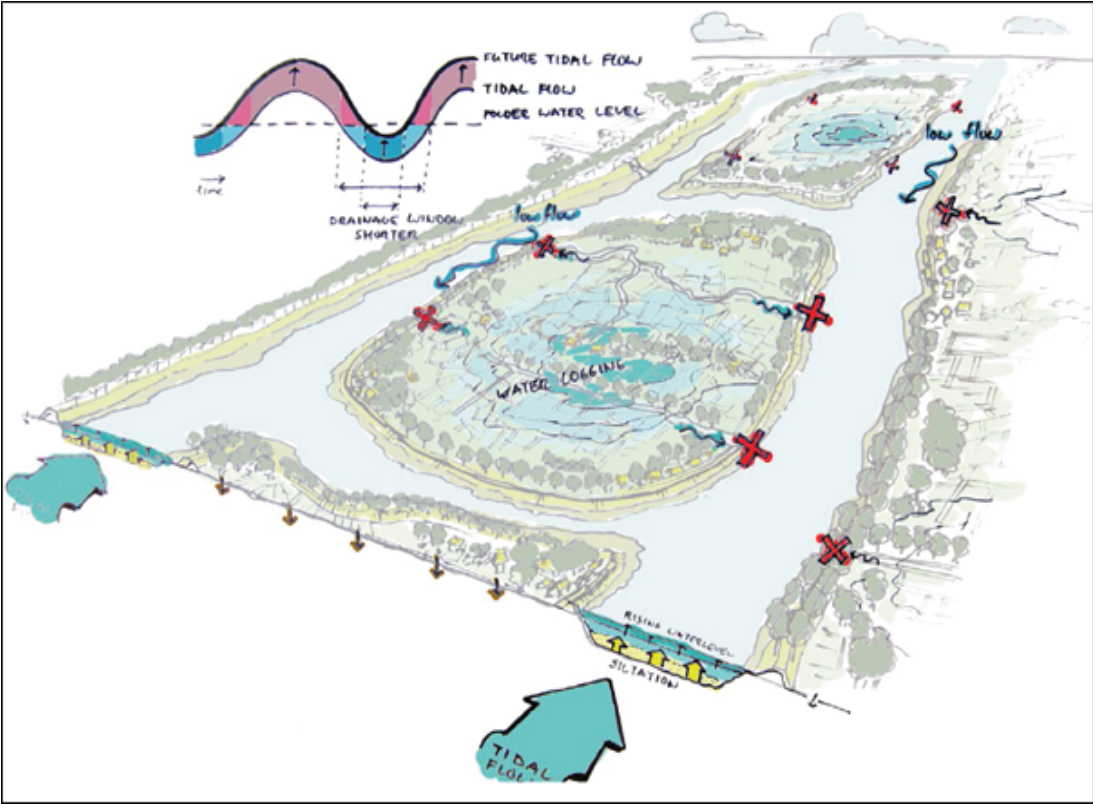 FUTURE TIDAL FLOW
TIDAL FLOW
POLDER WATER LEVEL
time
DRAINAGE WINDOW
SHORTER
low flow
low flow
WATER LOGGING
RISING WATERLEVEL
SILTATION
TIDAL
FLOW